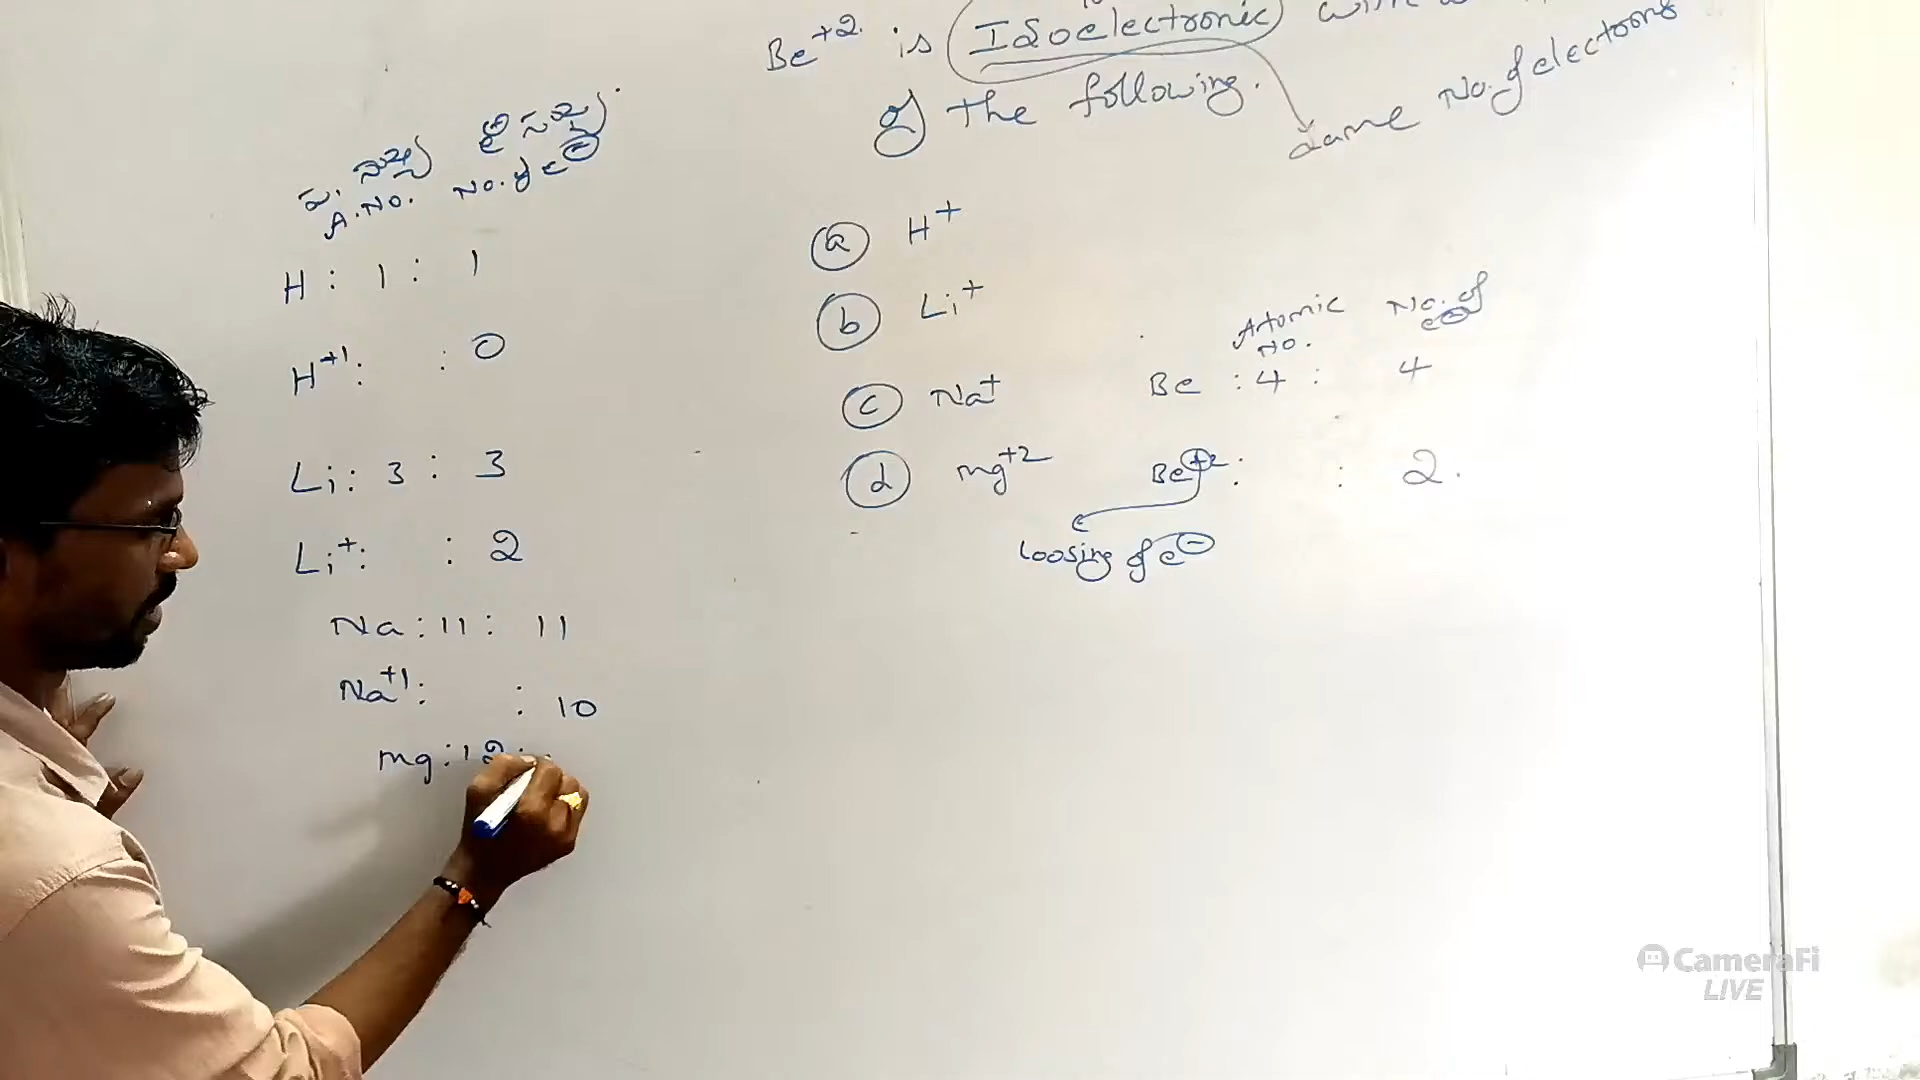 Be+2 is Isoelectronic with
of the following.
Same No. of electrons
ಪ. ಸಂಖ್ಯೆ
A.No. No. of e-
H : 1 : 1
H+1: : 0
Li : 3 : 3
Li+: : 2
Na : 11 : 11
Na+1: : 10
mg : 12 :
a H+
b Li+
c Na+
d mg+2
Atomic No. No. of e-
Be : 4 : 4
Be+2: : 2.
Loosing of e-
CameraFi
LIVE